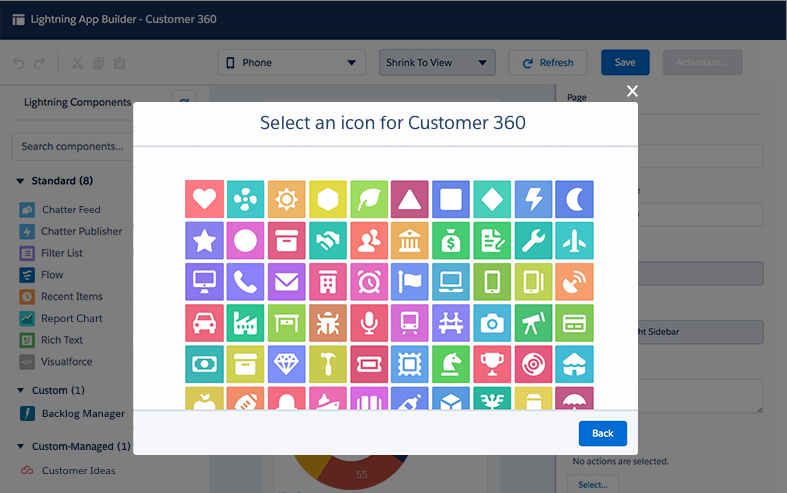 Lightning App Builder - Customer 360
Phone
Shrink To View
Refresh
Save
Activation...
Lightning Components
Page
Select an icon for Customer 360
Search components...
Standard (8)
Chatter Feed
Chatter Publisher
Filter List
Flow
Recent Items
Report Chart
Rich Text
Visualforce
ht Sidebar
Custom (1)
Backlog Manager
Custom-Managed (1)
Customer Ideas
Back
No actions are selected.
55
Select...